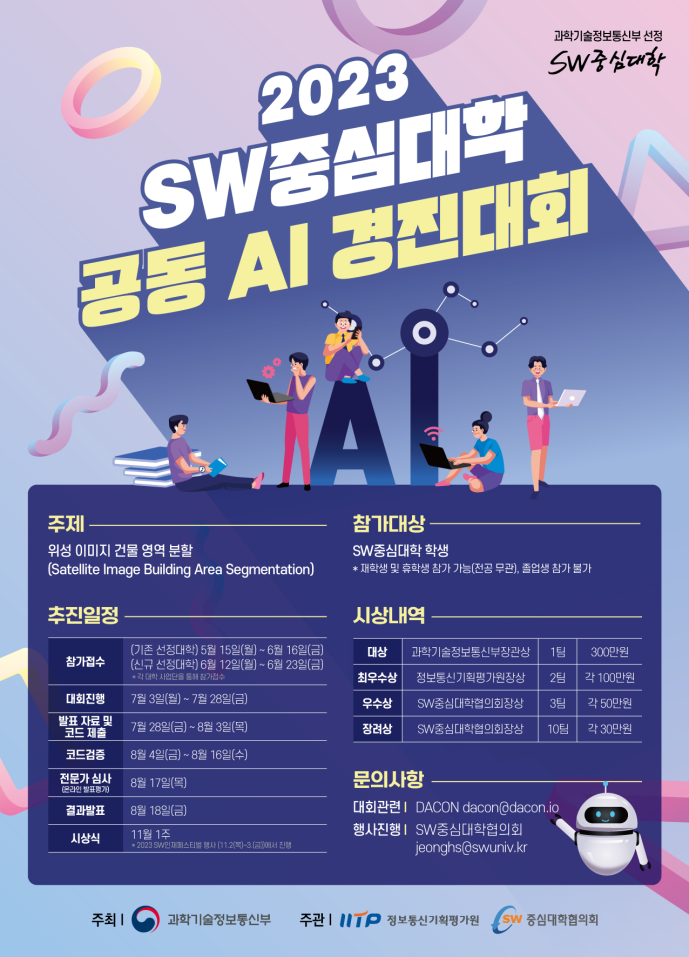 과학기술정보통신부 선정
SW중심대학
2023
SW중심대학
공동 AI 경진대회
AI
주제
위성 이미지 건물 영역 분할
(Satellite Image Building Area Segmentation)
추진일정
참가접수 (기존 선정대학) 5월 15일(월) ~ 6월 16일(금)
(신규 선정대학) 6월 12일(월) ~ 6월 23일(금)
* 각 대학 사업단을 통해 참가접수
대회진행 7월 3일(월) ~ 7월 28일(금)
발표 자료 및
코드 제출 7월 28일(금) ~ 8월 3일(목)
코드검증 8월 4일(금) ~ 8월 16일(수)
전문가 심사
(온라인 발표평가) 8월 17일(목)
결과발표 8월 18일(금)
시상식 11월 1주
* 2023 SW인재페스티벌 행사 (11.2(목)~3.(금))에서 진행
참가대상
SW중심대학 학생
* 재학생 및 휴학생 참가 가능(전공 무관), 졸업생 참가 불가
시상내역
대상 과학기술정보통신부장관상 1팀 300만원
최우수상 정보통신기획평가원장상 2팀 각 100만원
우수상 SW중심대학협의회장상 3팀 각 50만원
장려상 SW중심대학협의회장상 10팀 각 30만원
문의사항
대회관련 | DACON dacon@dacon.io
행사진행 | SW중심대학협의회
jeonghs@swuniv.kr
주최 | 과학기술정보통신부 주관 | IITP 정보통신기획평가원 SW 중심대학협의회